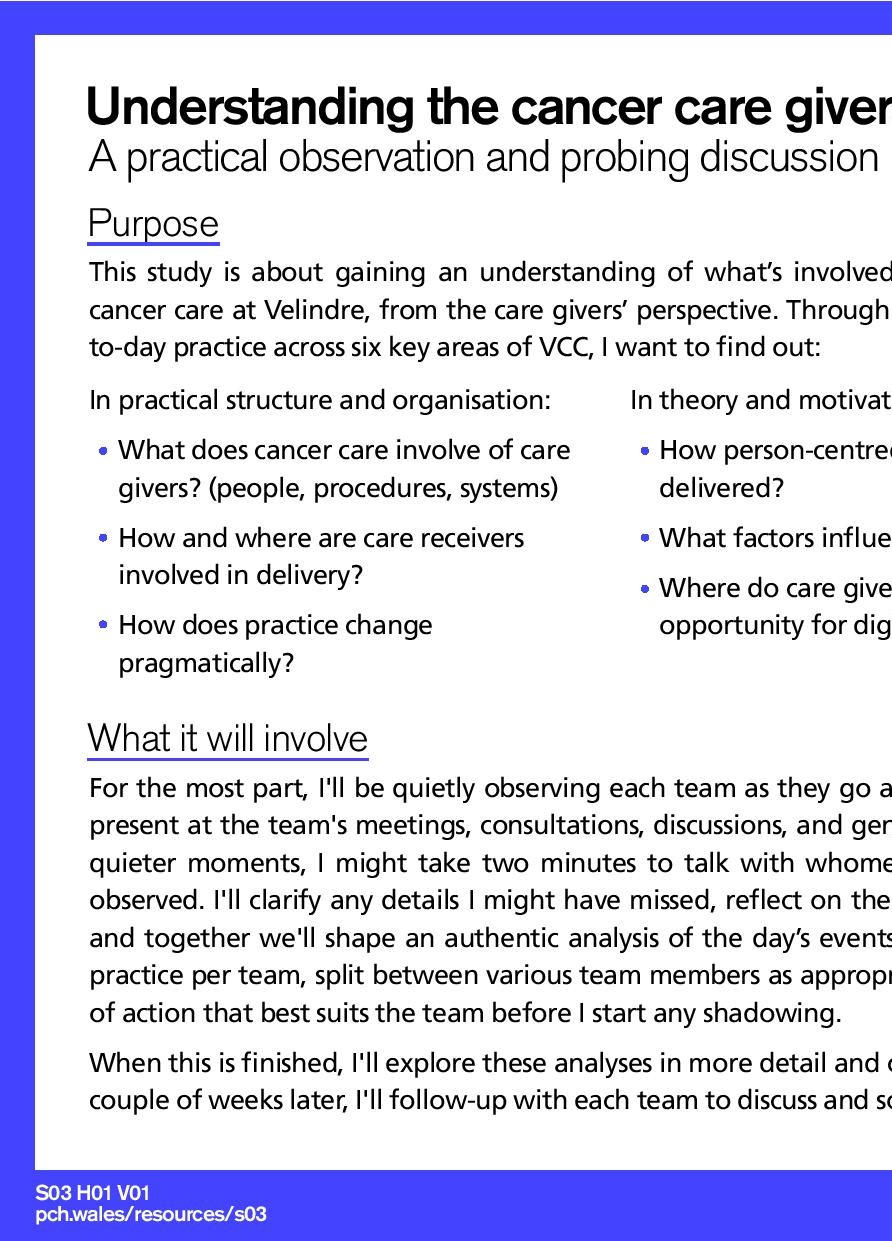 Understanding the cancer care giver
A practical observation and probing discussion
Purpose
This study is about gaining an understanding of what’s involved
cancer care at Velindre, from the care givers’ perspective. Through
to-day practice across six key areas of VCC, I want to find out:
In practical structure and organisation:
• What does cancer care involve of care
givers? (people, procedures, systems)
• How and where are care receivers
involved in delivery?
• How does practice change
pragmatically?
In theory and motivat
• How person-centred
delivered?
• What factors influe
• Where do care give
opportunity for dig
What it will involve
For the most part, I'll be quietly observing each team as they go a
present at the team's meetings, consultations, discussions, and gen
quieter moments, I might take two minutes to talk with whome
observed. I'll clarify any details I might have missed, reflect on the
and together we'll shape an authentic analysis of the day’s events
practice per team, split between various team members as appropr
of action that best suits the team before I start any shadowing.
When this is finished, I'll explore these analyses in more detail and
couple of weeks later, I'll follow-up with each team to discuss and so
S03 H01 V01
pch.wales/resources/s03